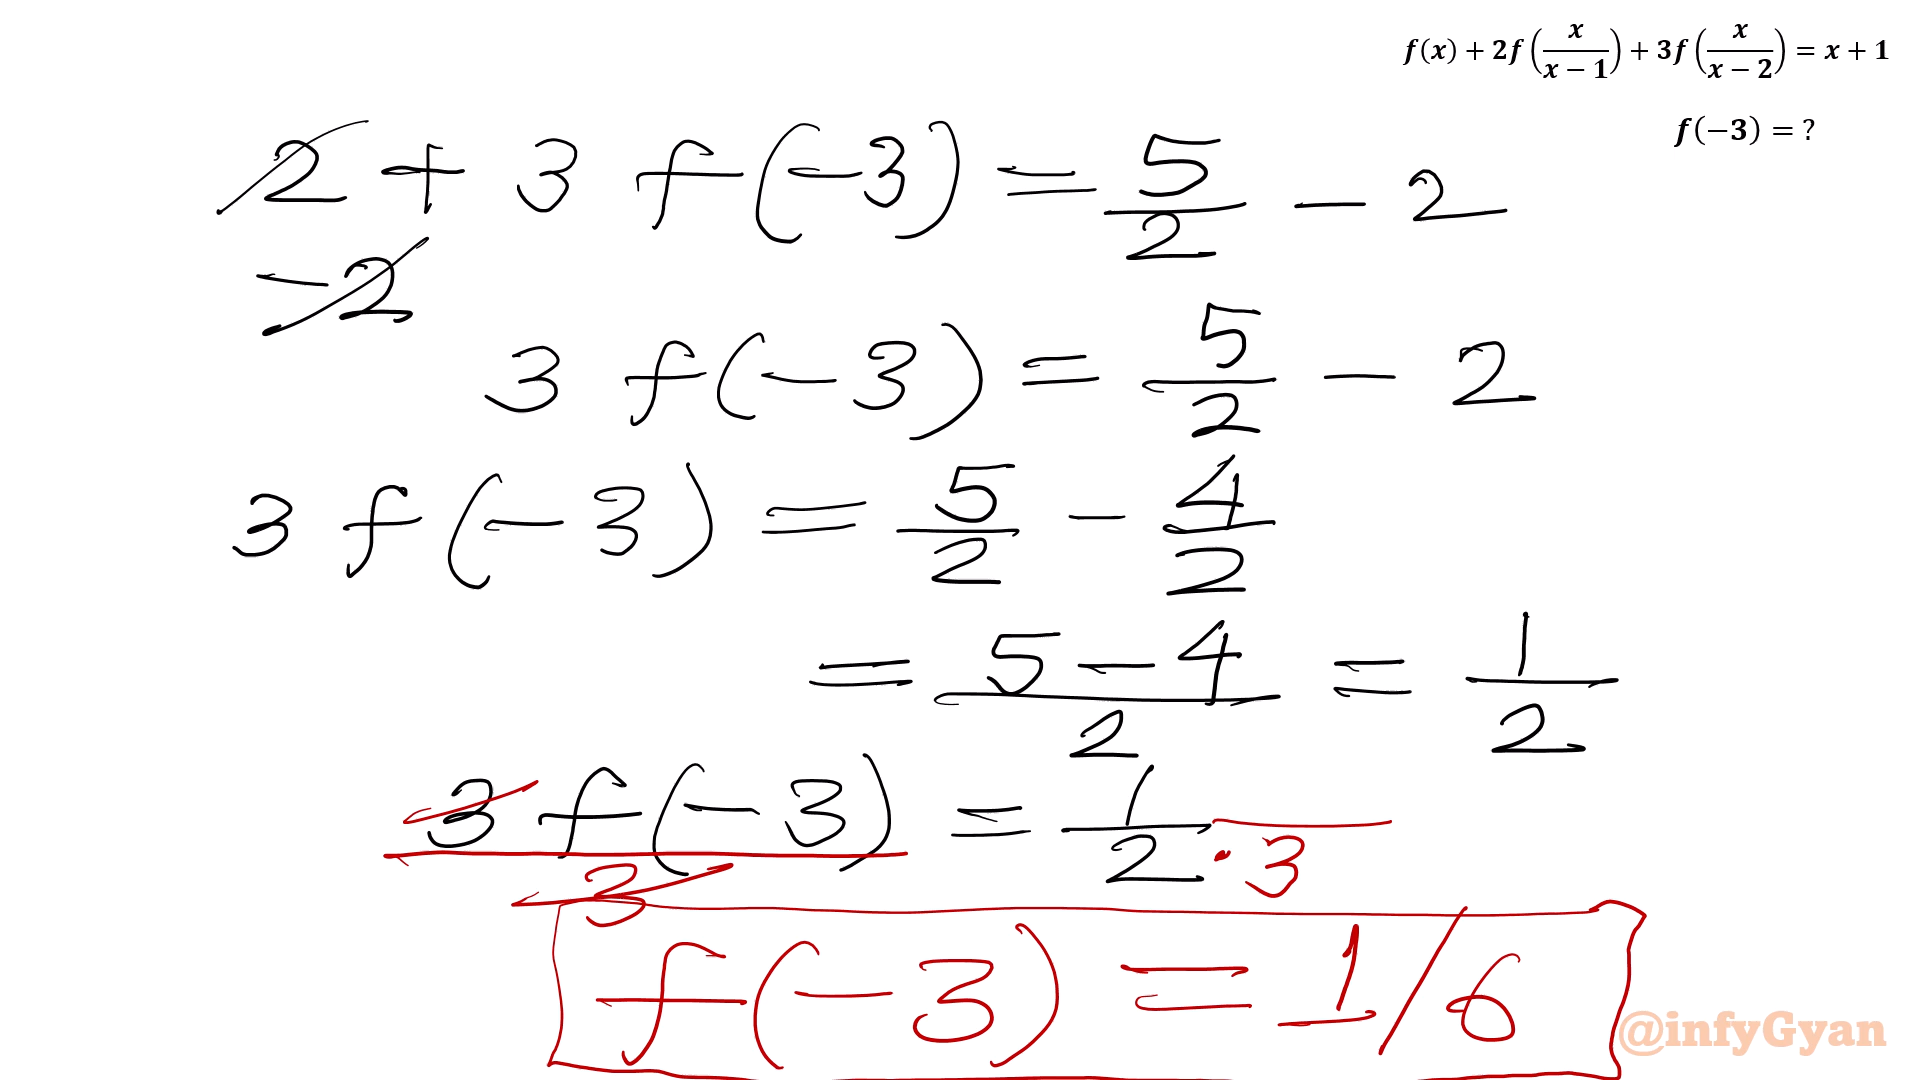 f(x) + 2f(x/(x − 1)) + 3f(x/(x − 2)) = x + 1
f(−3) = ?
2 + 3 f(−3) = 5/2 − 2
−2
3 f(−3) = 5/2 − 2
3 f(−3) = 5/2 − 4/2
= (5 − 4)/2 = 1/2
3 f(−3)/3 = 1/(2 · 3)
f(−3) = 1/6
@infyGyan